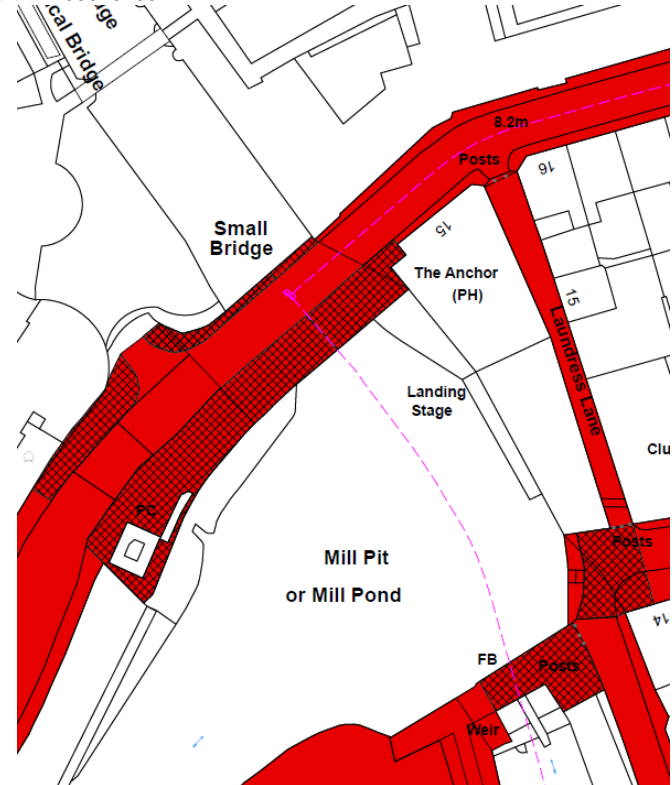 cal Bridge
8.2m
Posts
16
Small
Bridge
15
The Anchor
(PH)
15
Laundress Lane
Landing
Stage
Clu
PC
Posts
Mill Pit
or Mill Pond
14
FB
Posts
Weir